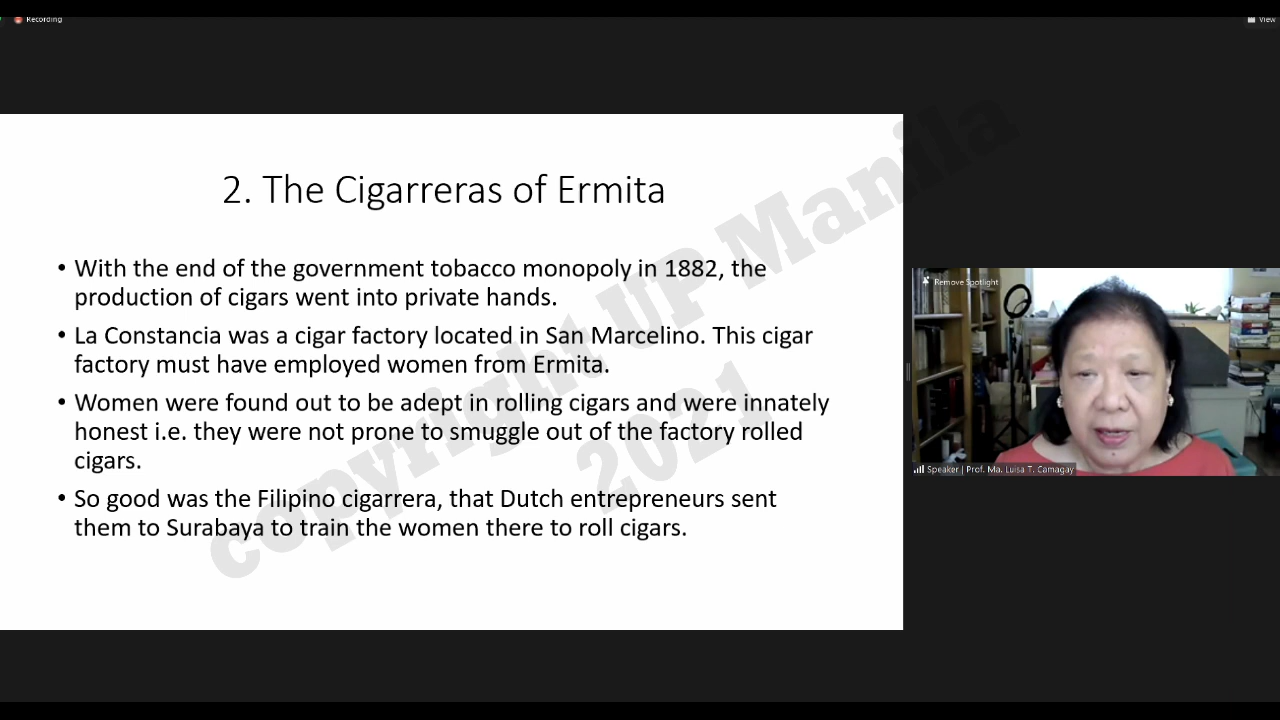 Recording
View
2. The Cigarreras of Ermita
• With the end of the government tobacco monopoly in 1882, the
production of cigars went into private hands.
• La Constancia was a cigar factory located in San Marcelino. This cigar
factory must have employed women from Ermita.
• Women were found out to be adept in rolling cigars and were innately
honest i.e. they were not prone to smuggle out of the factory rolled
cigars.
• So good was the Filipino cigarrera, that Dutch entrepreneurs sent
them to Surabaya to train the women there to roll cigars.
copyright UP Manila
2021
Remove Spotlight
Speaker | Prof. Ma. Luisa T. Camagay